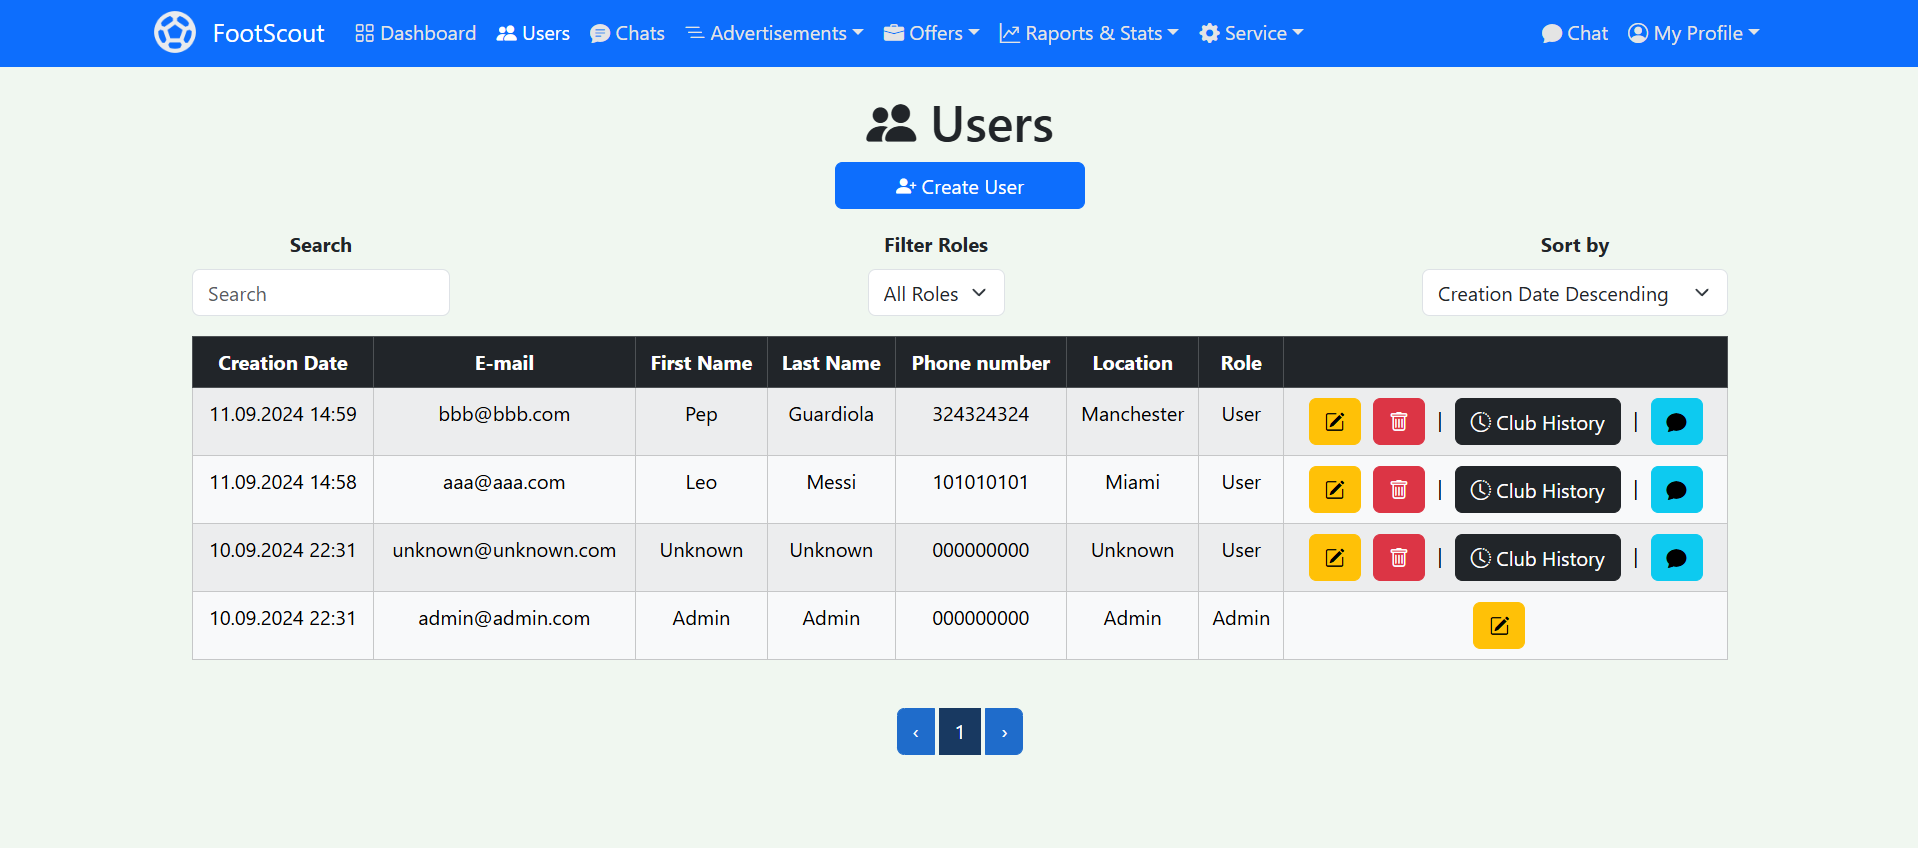 FootScout Dashboard Users Chats Advertisements Offers Raports & Stats Service Chat My Profile
Users
Create User
Search Filter Roles Sort by
Search All Roles Creation Date Descending
Creation Date E-mail First Name Last Name Phone number Location Role
11.09.2024 14:59 bbb@bbb.com Pep Guardiola 324324324 Manchester User | Club History |
11.09.2024 14:58 aaa@aaa.com Leo Messi 101010101 Miami User | Club History |
10.09.2024 22:31 unknown@unknown.com Unknown Unknown 000000000 Unknown User | Club History |
10.09.2024 22:31 admin@admin.com Admin Admin 000000000 Admin Admin
‹ 1 ›